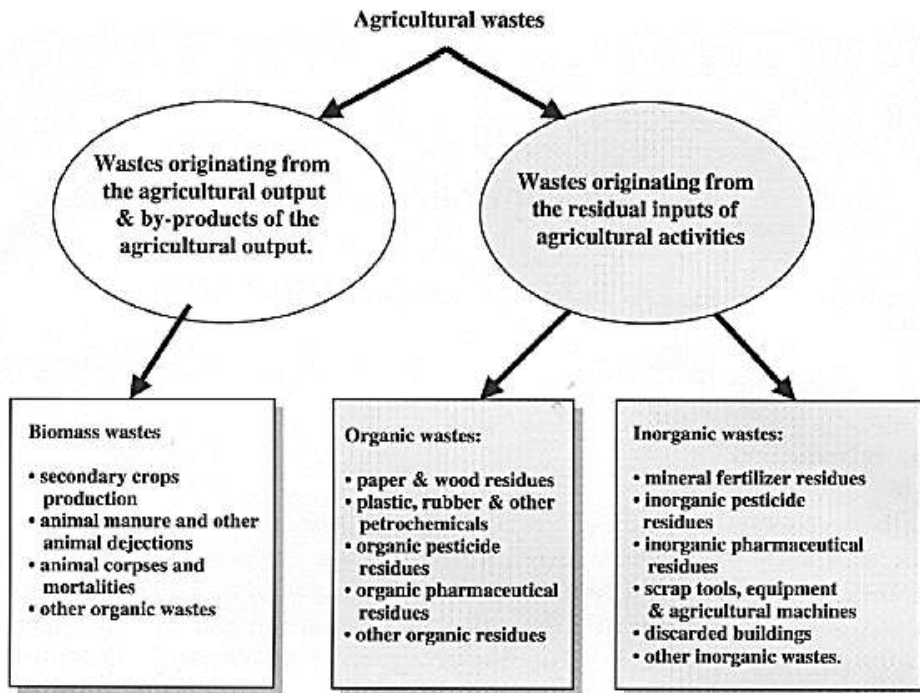 Agricultural wastes
Wastes originating from
the agricultural output
& by-products of the
agricultural output.
Wastes originating from
the residual inputs of
agricultural activities
Biomass wastes
• secondary crops
production
• animal manure and other
animal dejections
• animal corpses and
mortalities
• other organic wastes
Organic wastes:
• paper & wood residues
• plastic, rubber & other
petrochemicals
• organic pesticide
residues
• organic pharmaceutical
residues
• other organic residues
Inorganic wastes:
• mineral fertilizer residues
• inorganic pesticide
residues
• inorganic pharmaceutical
residues
• scrap tools, equipment
& agricultural machines
• discarded buildings
• other inorganic wastes.